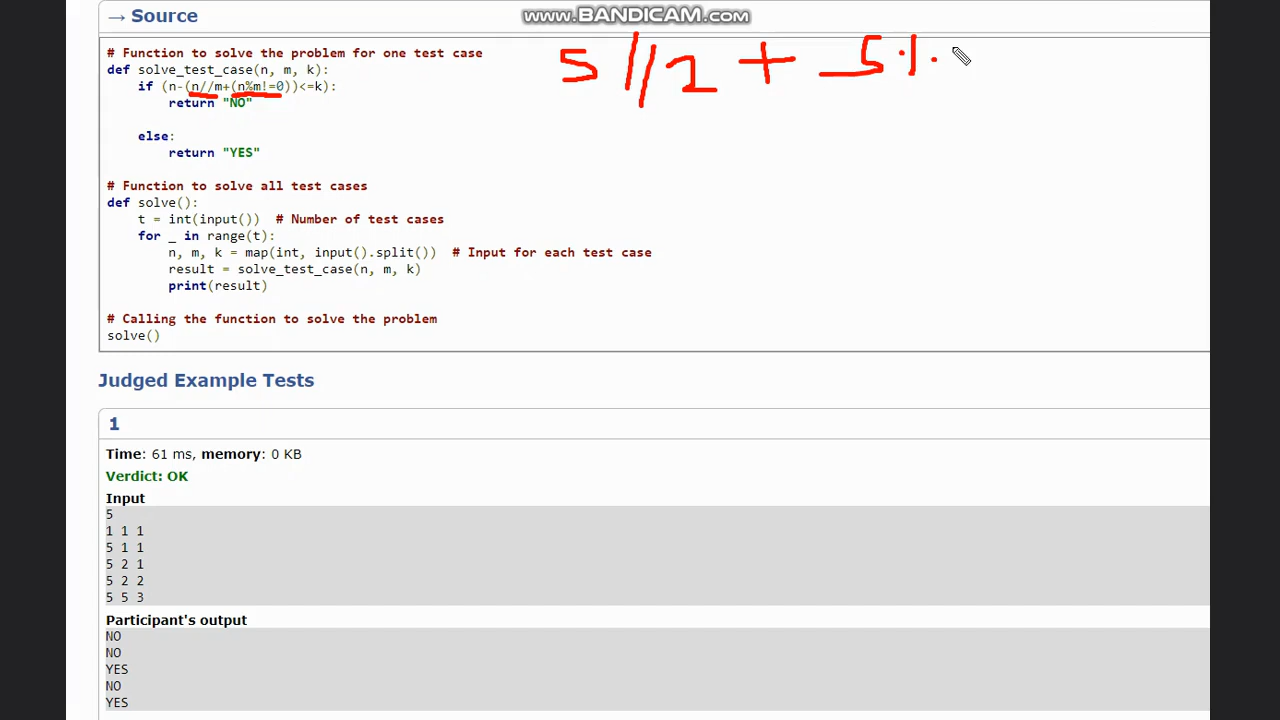 www.BANDICAM.com
→ Source
5 // 2 + 5 %
# Function to solve the problem for one test case
def solve_test_case(n, m, k):
if (n-(n//m+(n%m!=0))<=k):
return "NO"
else:
return "YES"
# Function to solve all test cases
def solve():
t = int(input())  # Number of test cases
for _ in range(t):
n, m, k = map(int, input().split())  # Input for each test case
result = solve_test_case(n, m, k)
print(result)
# Calling the function to solve the problem
solve()
Judged Example Tests
1
Time: 61 ms, memory: 0 KB
Verdict: OK
Input
5
1 1 1
5 1 1
5 2 1
5 2 2
5 5 3
Participant's output
NO
NO
YES
NO
YES